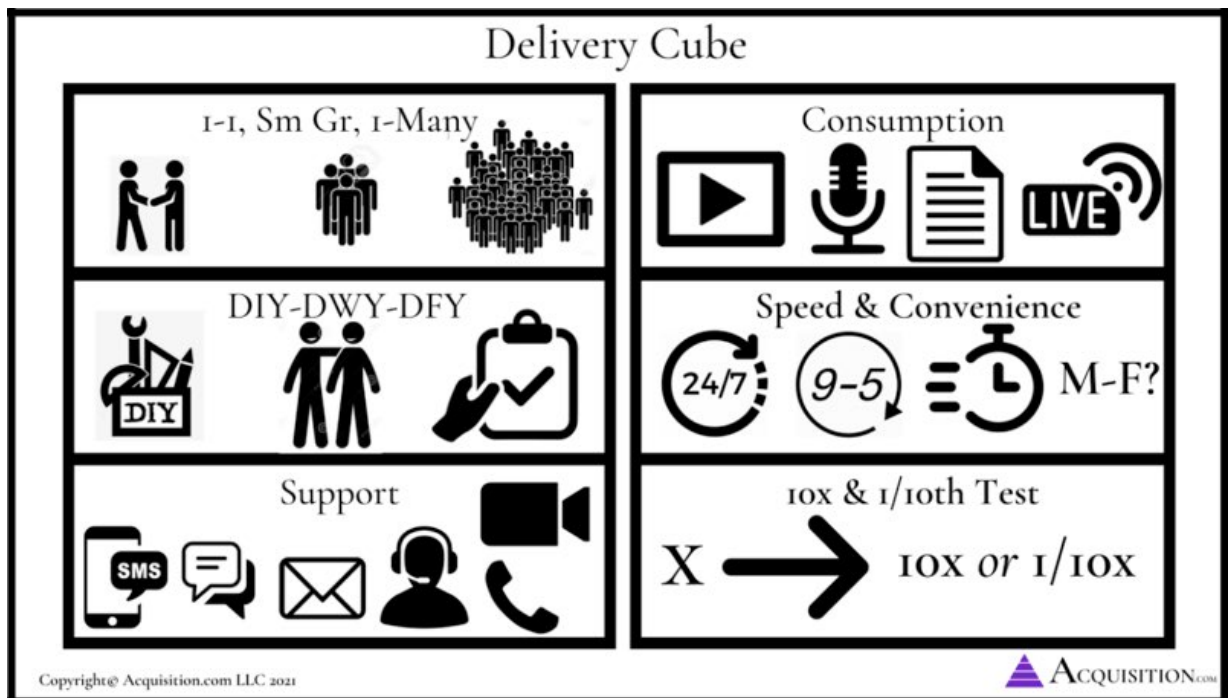 Delivery Cube
1-1, Sm Gr, 1-Many
Consumption
LIVE
DIY-DWY-DFY
DIY
Speed & Convenience
24/7
9-5
M-F?
Support
SMS
10x & 1/10th Test
X
10x or 1/10x
Copyright© Acquisition.com LLC 2021
ACQUISITION.COM